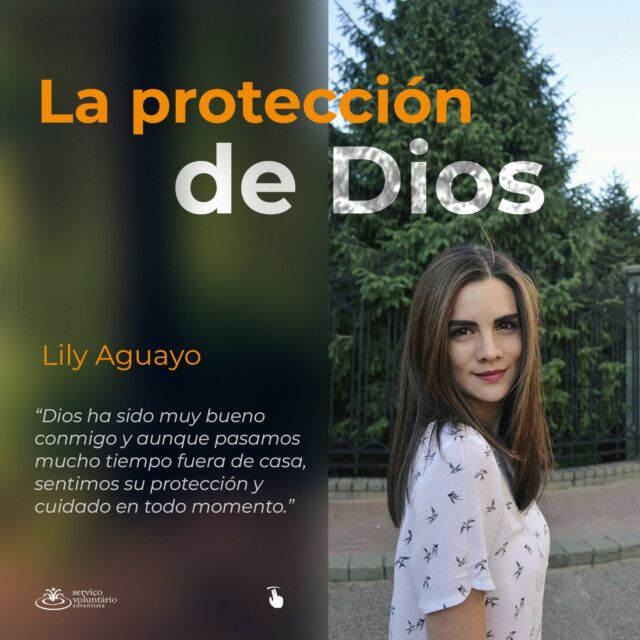 La protección
de Dios
Lily Aguayo
“Dios ha sido muy bueno
conmigo y aunque pasamos
mucho tiempo fuera de casa,
sentimos su protección y
cuidado en todo momento.”
serviço
voluntário
adventista